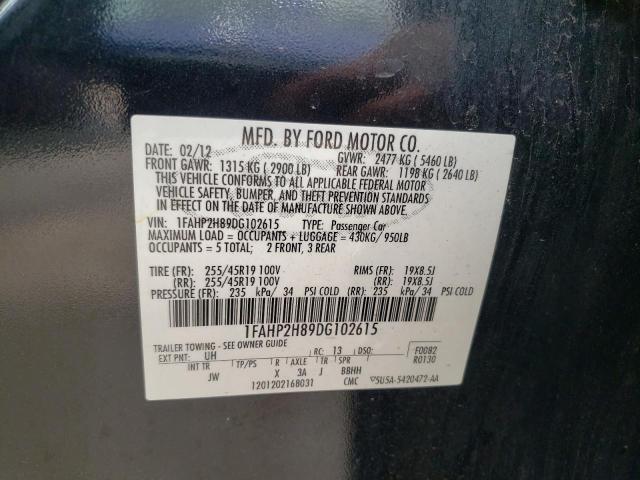 MFD. BY FORD MOTOR CO.
DATE: 02/12 GVWR: 2477 KG (5460 LB)
FRONT GAWR: 1315 KG (2900 LB) REAR GAWR: 1198 KG (2640 LB)
THIS VEHICLE CONFORMS TO ALL APPLICABLE FEDERAL MOTOR
VEHICLE SAFETY, BUMPER, AND THEFT PREVENTION STANDARDS
IN EFFECT ON THE DATE OF MANUFACTURE SHOWN ABOVE.
VIN: 1FAHP2H89DG102615 TYPE: Passenger Car
MAXIMUM LOAD = OCCUPANTS + LUGGAGE = 430KG/ 950LB
OCCUPANTS = 5 TOTAL; 2 FRONT, 3 REAR
TIRE (FR): 255/45R19 100V RIMS (FR): 19X8.5J
(RR): 255/45R19 100V (RR): 19X8.5J
PRESSURE (FR): 235 kPa/ 34 PSI COLD (RR): 235 kPa/ 34 PSI COLD
1FAHP2H89DG102615
TRAILER TOWING - SEE OWNER GUIDE
EXT PNT: UH RC: 13 DSO: F0082
R0130
INT TR TP/PS R AXLE TR SPR
JW X 3A J BBHH
1201202168031 CMC 5U5A-5420472-AA